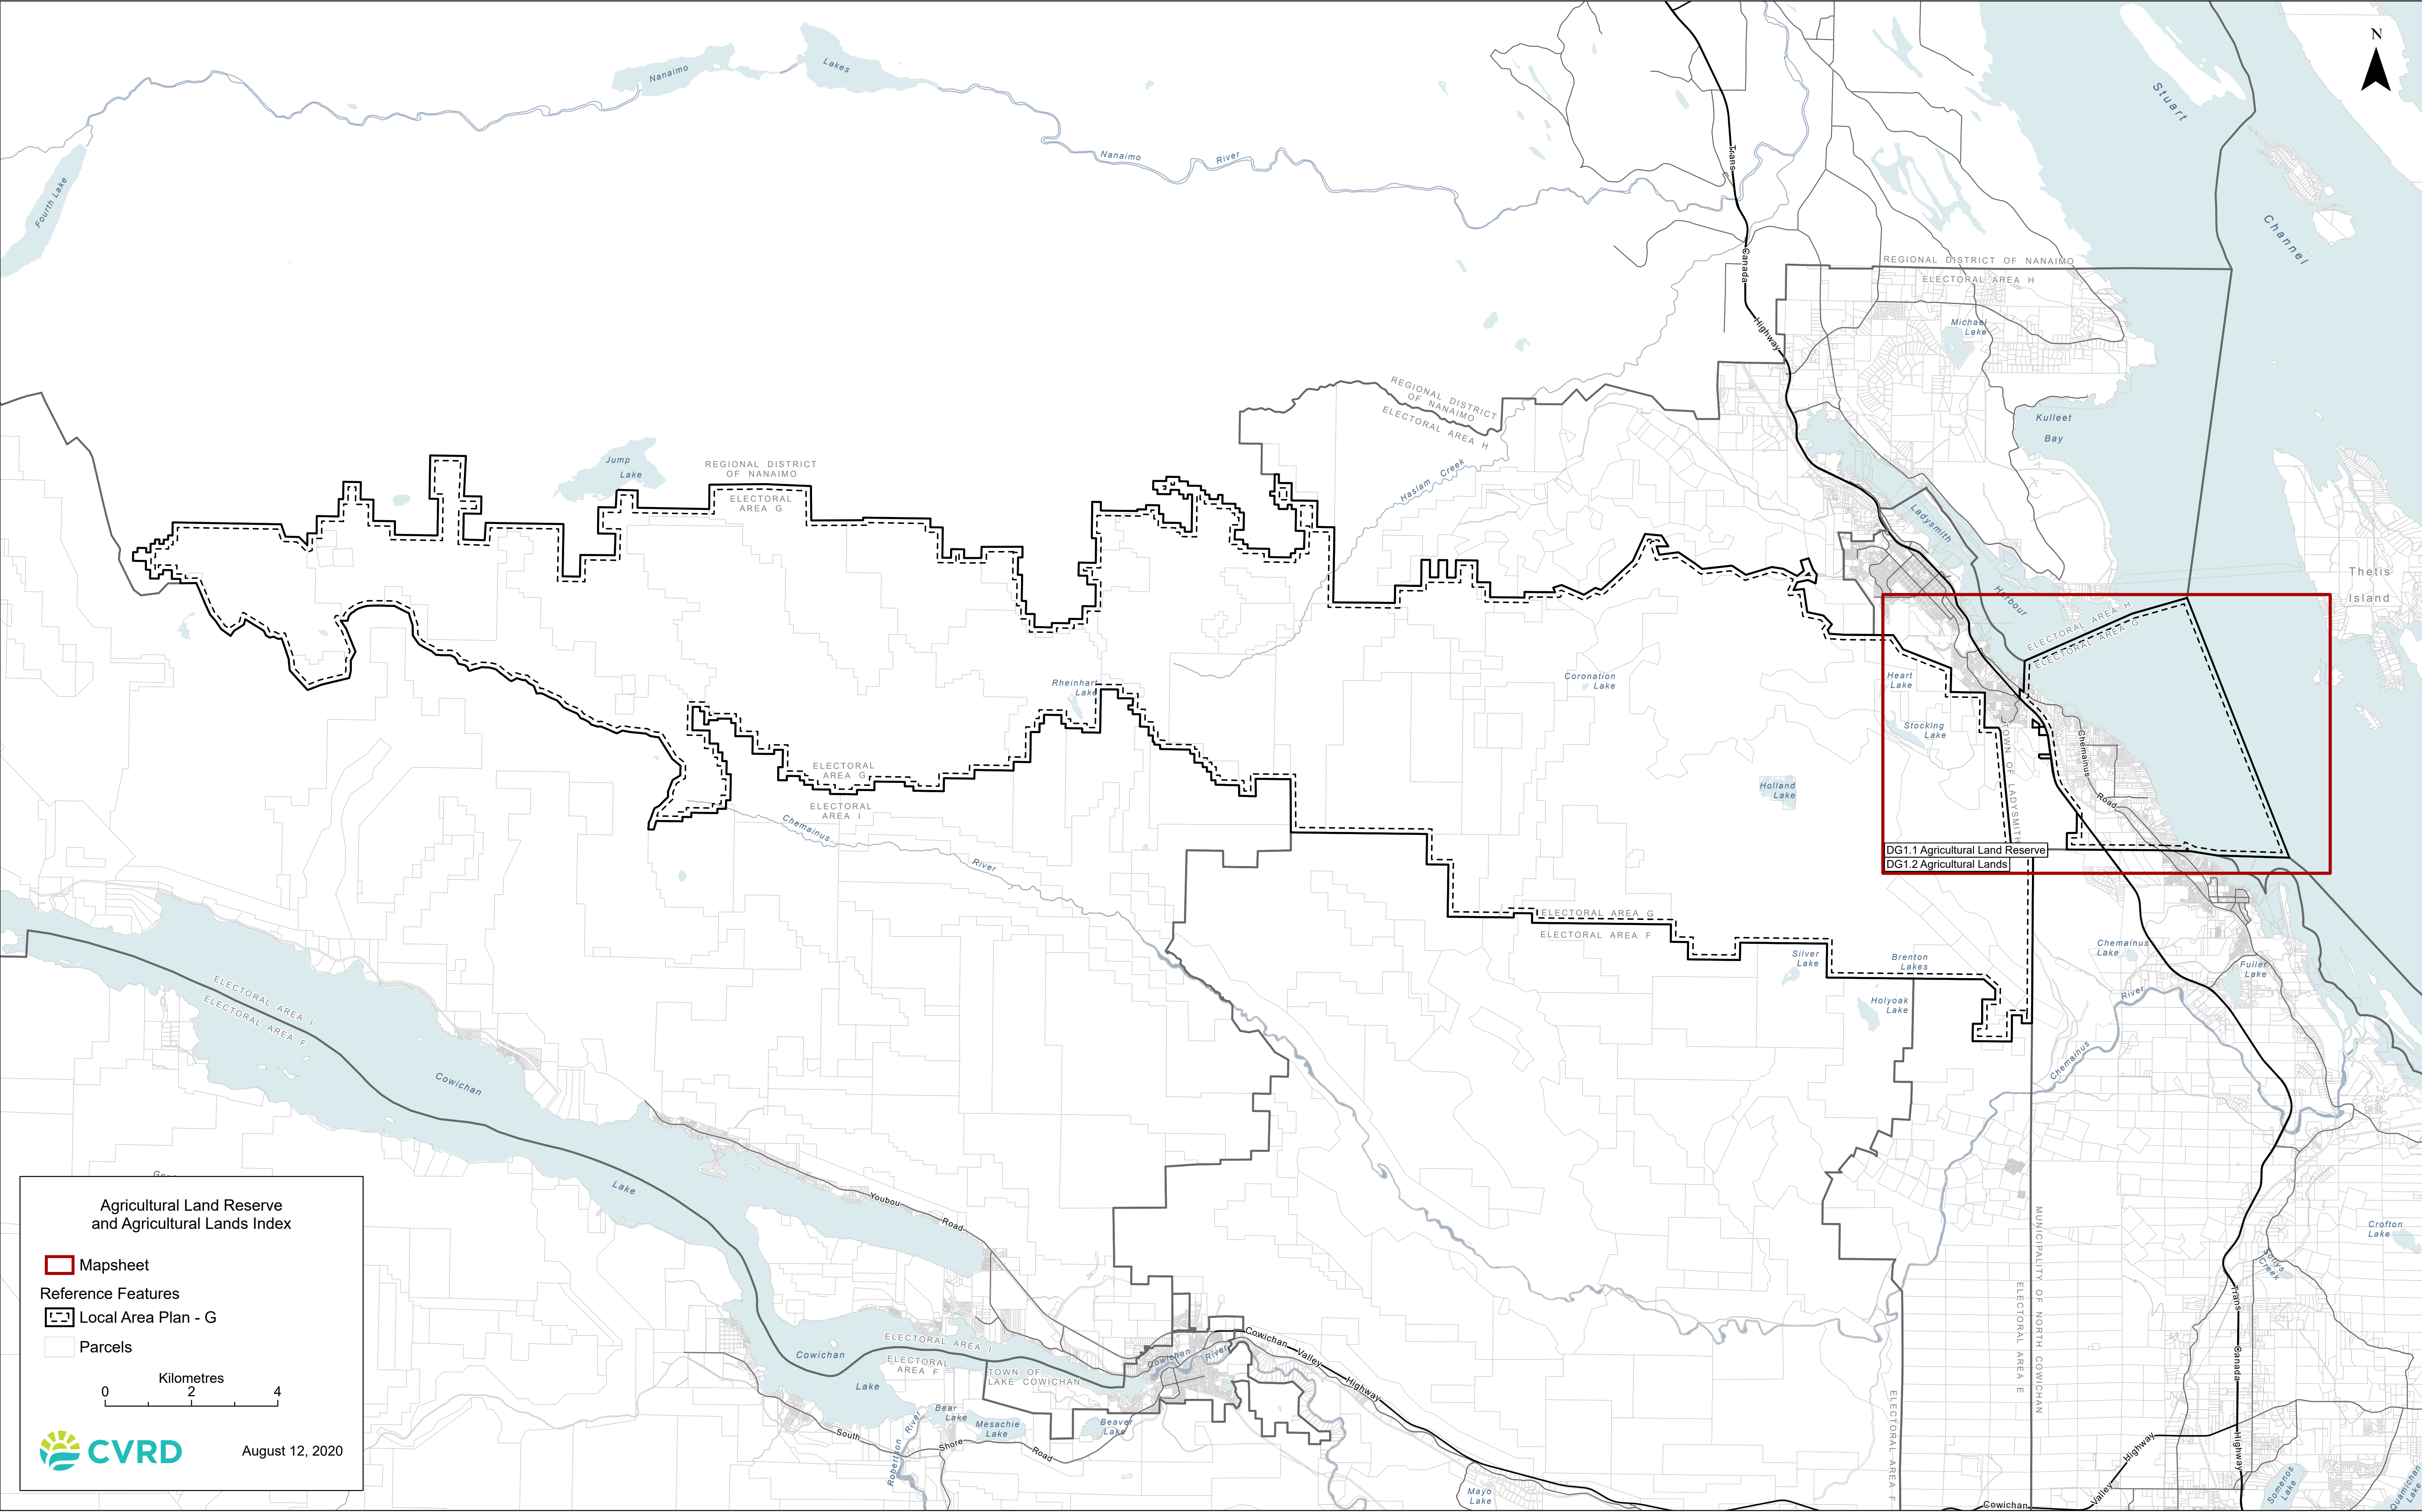 N
Nanaimo
Lakes
Stuart
Channel
Fourth Lake
Nanaimo
River
Trans
Canada
Highway
REGIONAL DISTRICT OF NANAIMO
ELECTORAL AREA H
Michael
Lake
REGIONAL DISTRICT
OF NANAIMO
ELECTORAL AREA H
Kulleet
Bay
Jump
Lake
REGIONAL DISTRICT
OF NANAIMO
ELECTORAL
AREA G
Haslam Creek
Ladysmith
Harbour
Thetis
Island
ELECTORAL AREA H
ELECTORAL AREA G
Rheinhart
Lake
Coronation
Lake
Heart
Lake
Stocking
Lake
TOWN OF LADYSMITH
Chemainus
Road
ELECTORAL
AREA G
ELECTORAL
AREA I
Holland
Lake
Chemainus
River
DG1.1 Agricultural Land Reserve
DG1.2 Agricultural Lands
ELECTORAL AREA G
ELECTORAL AREA F
Silver
Lake
Brenton
Lakes
Chemainus
Lake
Fuller
Lake
Holyoak
Lake
River
Chemainus
ELECTORAL AREA I
ELECTORAL AREA F
Cowichan
Lake
Youbou
Road
MUNICIPALITY OF NORTH COWICHAN
ELECTORAL AREA E
ELECTORAL AREA F
Crofton
Lake
Creek
Trans
Canada
Highway
Cowichan
Lake
ELECTORAL AREA I
ELECTORAL
AREA F
TOWN OF
LAKE COWICHAN
Cowichan
River
Cowichan
Valley
Highway
Bear
Lake
Mesachie
Lake
Beaver
Lake
Robertson
River
South
Shore
Road
Mayo
Lake
Cowichan
Valley
Highway
Somenos
Lake
Quamichan
Lake
Agricultural Land Reserve
and Agricultural Lands Index
Mapsheet
Reference Features
Local Area Plan - G
Parcels
Kilometres
0 2 4
CVRD
August 12, 2020